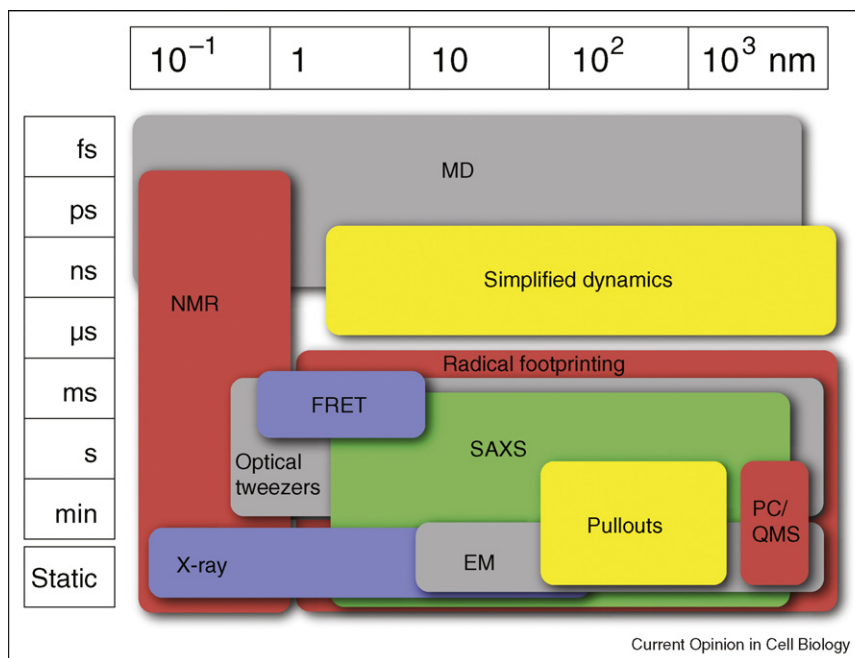 10⁻¹ 1 10 10² 10³ nm
fs
MD
ps
ns
Simplified dynamics
NMR
µs
Radical footprinting
ms
FRET
s
SAXS
Optical
tweezers
min
Pullouts
PC/
QMS
X-ray
EM
Static
Current Opinion in Cell Biology